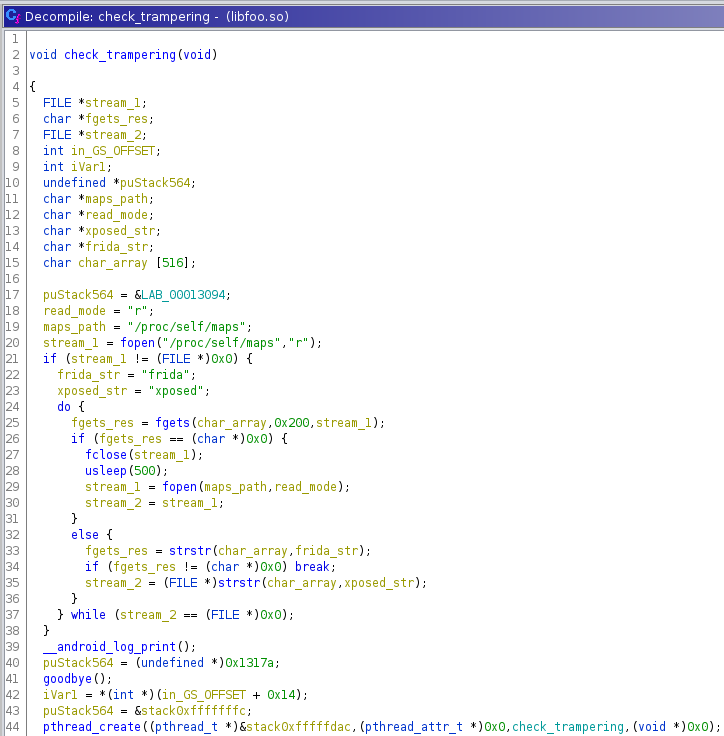 Decompile: check_trampering - (libfoo.so)
1
2 void check_trampering(void)
3
4 {
5 FILE *stream_1;
6 char *fgets_res;
7 FILE *stream_2;
8 int in_GS_OFFSET;
9 int iVar1;
10 undefined *puStack564;
11 char *maps_path;
12 char *read_mode;
13 char *xposed_str;
14 char *frida_str;
15 char char_array [516];
16
17 puStack564 = &LAB_00013094;
18 read_mode = "r";
19 maps_path = "/proc/self/maps";
20 stream_1 = fopen("/proc/self/maps","r");
21 if (stream_1 != (FILE *)0x0) {
22 frida_str = "frida";
23 xposed_str = "xposed";
24 do {
25 fgets_res = fgets(char_array,0x200,stream_1);
26 if (fgets_res == (char *)0x0) {
27 fclose(stream_1);
28 usleep(500);
29 stream_1 = fopen(maps_path,read_mode);
30 stream_2 = stream_1;
31 }
32 else {
33 fgets_res = strstr(char_array,frida_str);
34 if (fgets_res != (char *)0x0) break;
35 stream_2 = (FILE *)strstr(char_array,xposed_str);
36 }
37 } while (stream_2 == (FILE *)0x0);
38 }
39 __android_log_print();
40 puStack564 = (undefined *)0x1317a;
41 goodbye();
42 iVar1 = *(int *)(in_GS_OFFSET + 0x14);
43 puStack564 = &stack0xfffffffc;
44 pthread_create((pthread_t *)&stack0xfffffdac,(pthread_attr_t *)0x0,check_trampering,(void *)0x0);